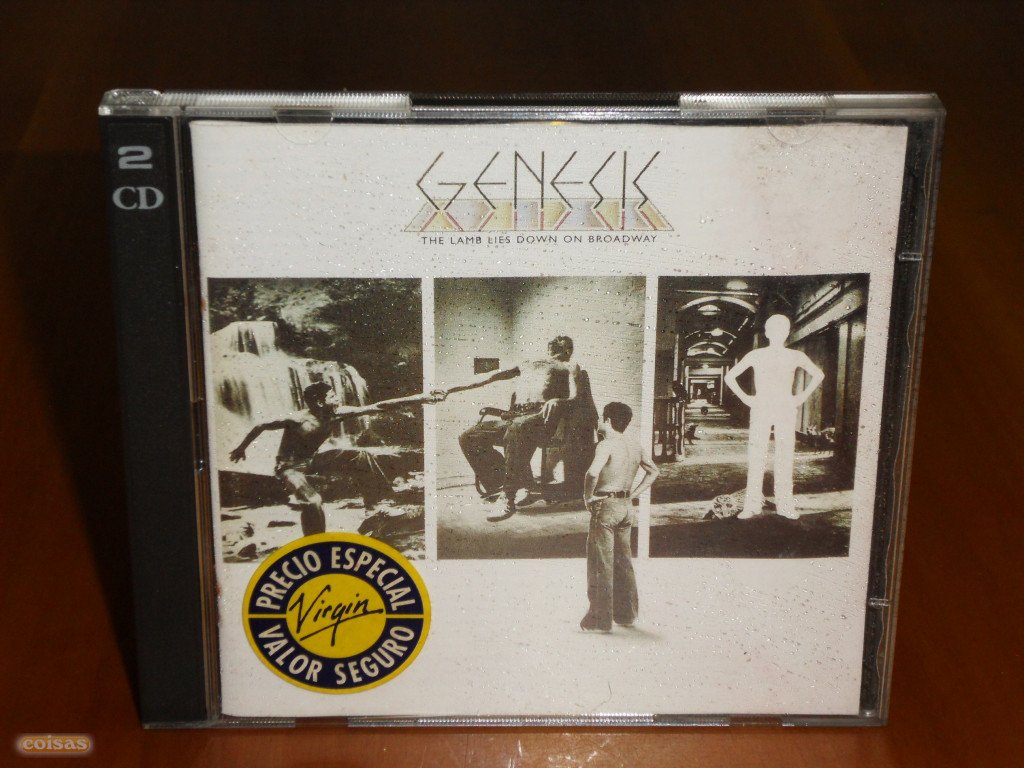 2
CD
GENESIS
THE LAMB LIES DOWN ON BROADWAY
PRECIO ESPECIAL
Virgin
VALOR SEGURO
coisas